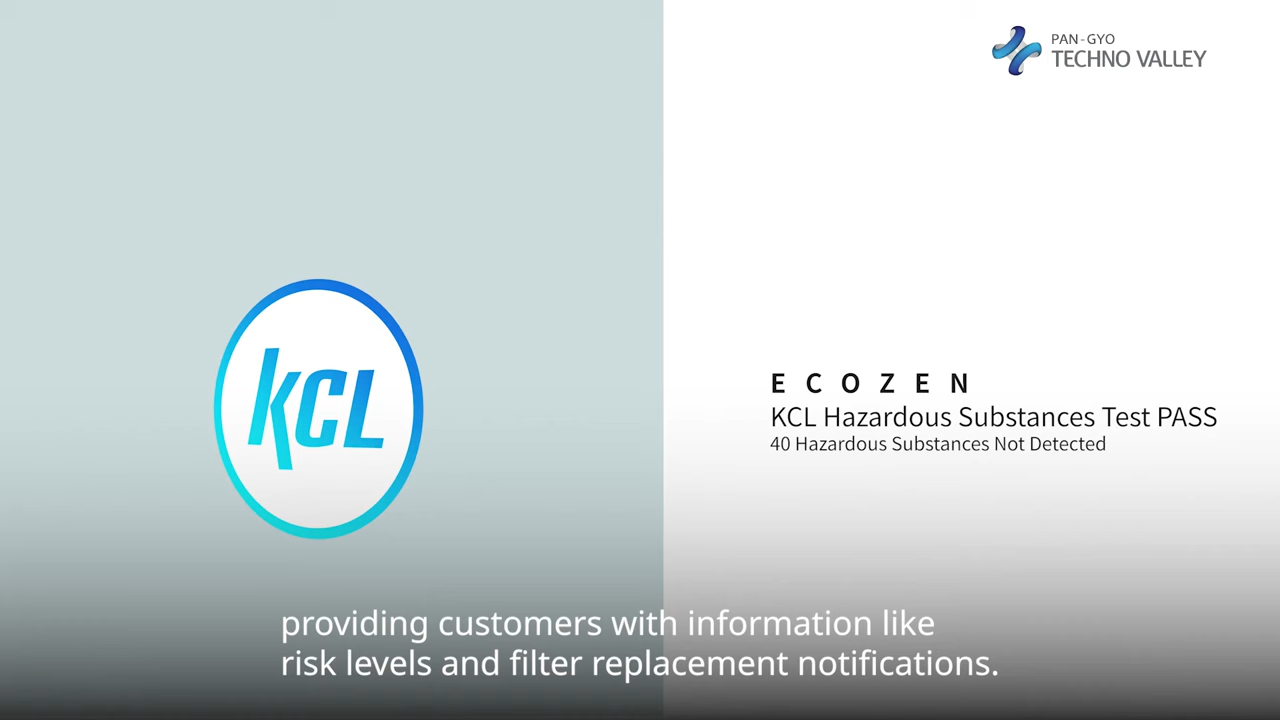 PAN-GYO
TECHNO VALLEY
KCL
ECOZEN
KCL Hazardous Substances Test PASS
40 Hazardous Substances Not Detected
providing customers with information like
risk levels and filter replacement notifications.